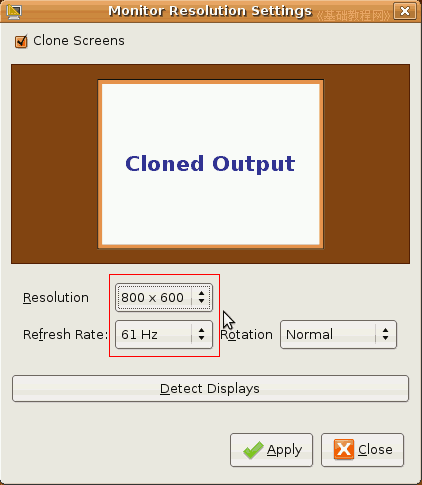 Monitor Resolution Settings
《基础教程网》
Clone Screens
Cloned Output
Resolution
800 x 600
Refresh Rate:
61 Hz
Rotation
Normal
Detect Displays
Apply
Close